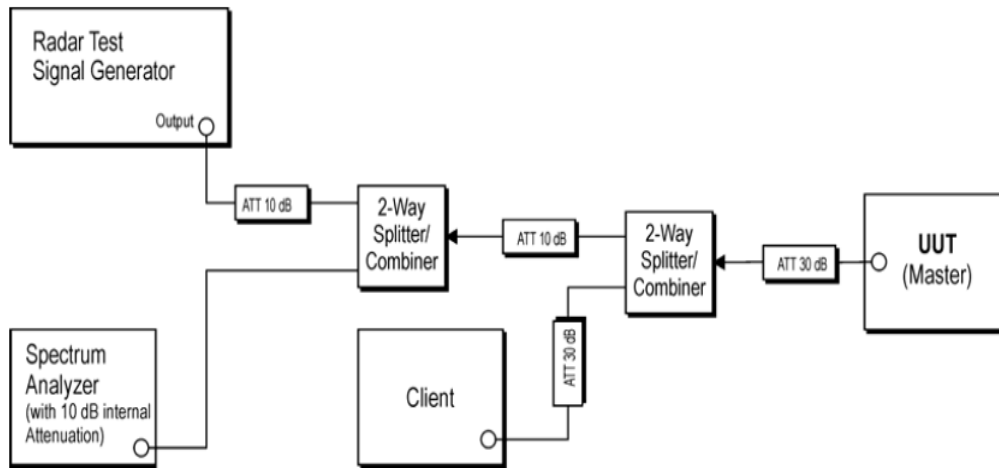 Radar Test
Signal Generator
Output
ATT 10 dB
2-Way
Splitter/
Combiner
ATT 10 dB
2-Way
Splitter/
Combiner
ATT 30 dB
UUT
(Master)
Spectrum
Analyzer
(with 10 dB internal
Attenuation)
Client
ATT 30 dB